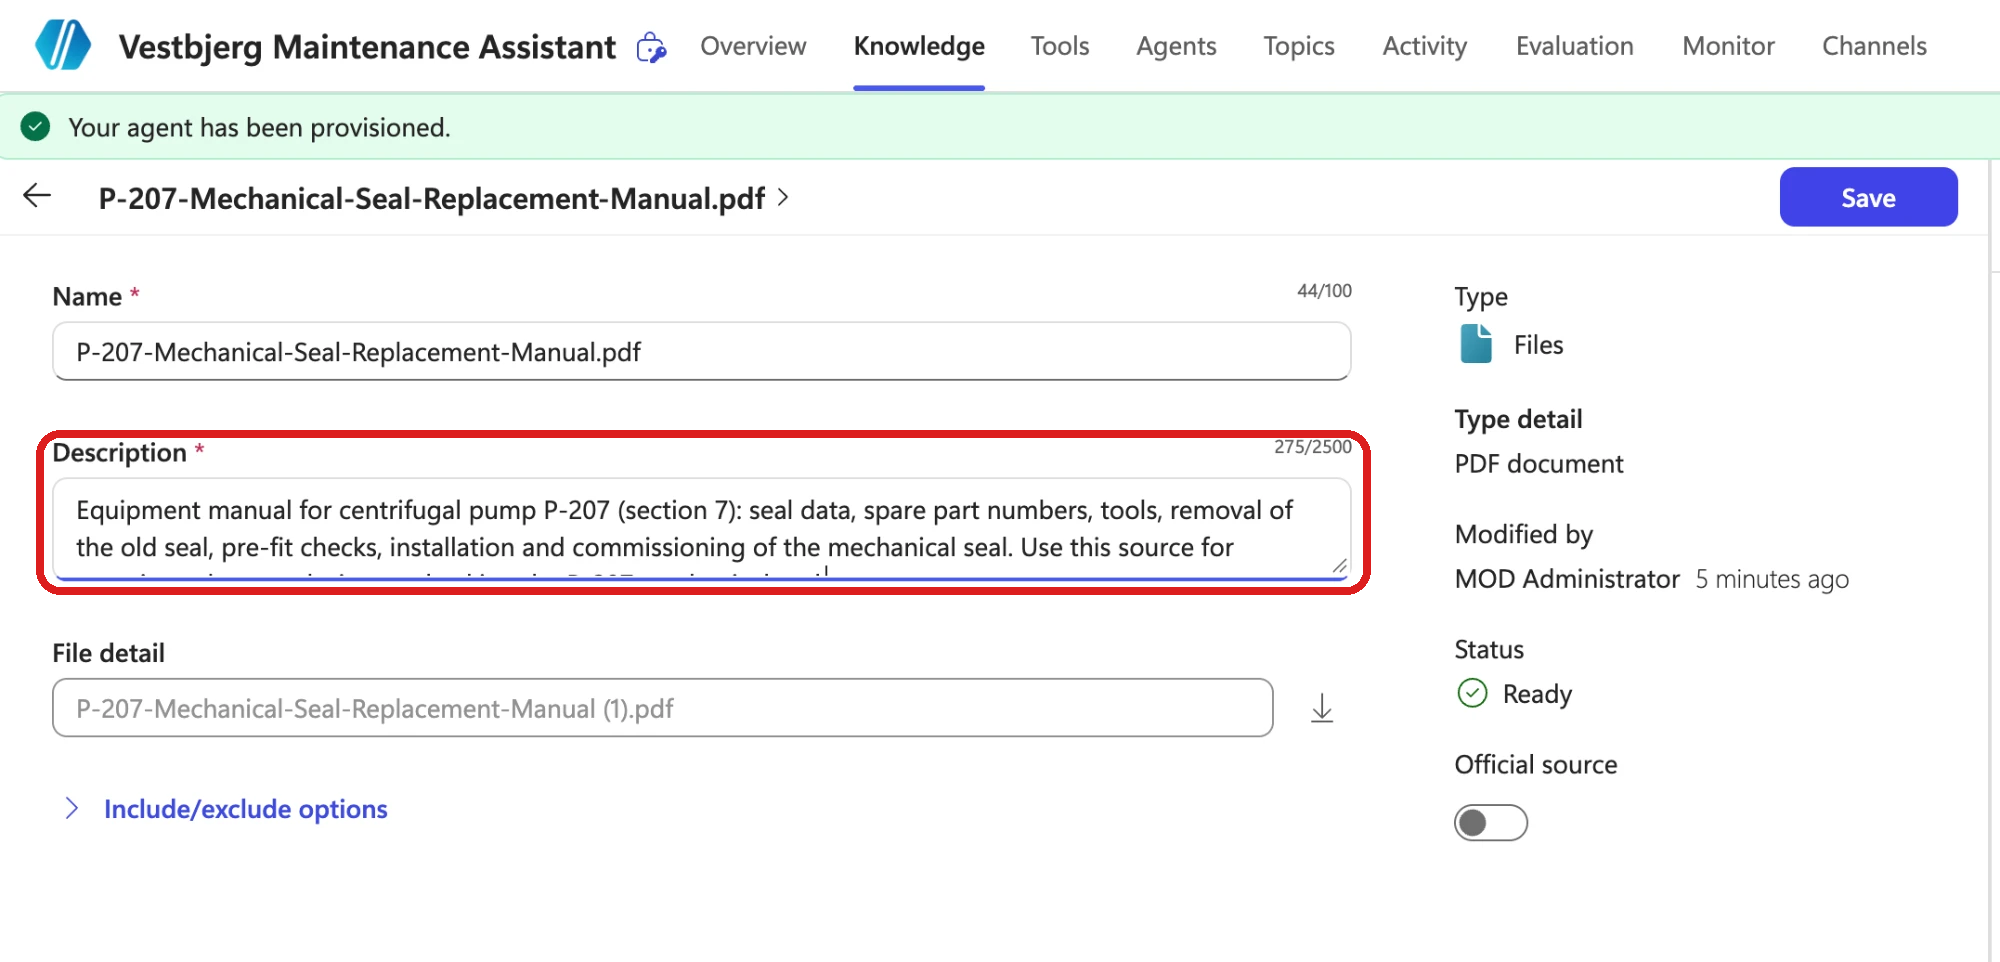 Vestbjerg Maintenance Assistant Overview Knowledge Tools Agents Topics Activity Evaluation Monitor Channels
Your agent has been provisioned.
P-207-Mechanical-Seal-Replacement-Manual.pdf
Save
Name *
44/100
P-207-Mechanical-Seal-Replacement-Manual.pdf
Description *
275/2500
Equipment manual for centrifugal pump P-207 (section 7): seal data, spare part numbers, tools, removal of
the old seal, pre-fit checks, installation and commissioning of the mechanical seal. Use this source for
File detail
P-207-Mechanical-Seal-Replacement-Manual (1).pdf
Include/exclude options
Type
Files
Type detail
PDF document
Modified by
MOD Administrator 5 minutes ago
Status
Ready
Official source